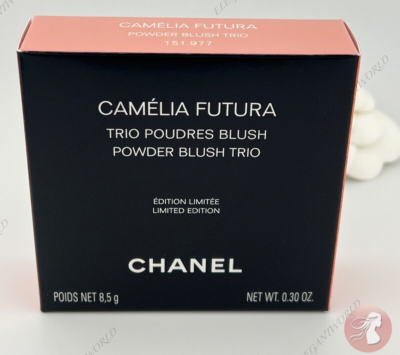 CAMÉLIA FUTURA
POWDER BLUSH TRIO
151.977
CAMÉLIA FUTURA
TRIO POUDRES BLUSH
POWDER BLUSH TRIO
ÉDITION LIMITÉE
LIMITED EDITION
CHANEL
POIDS NET 8,5 g
NET WT. 0.30 OZ.